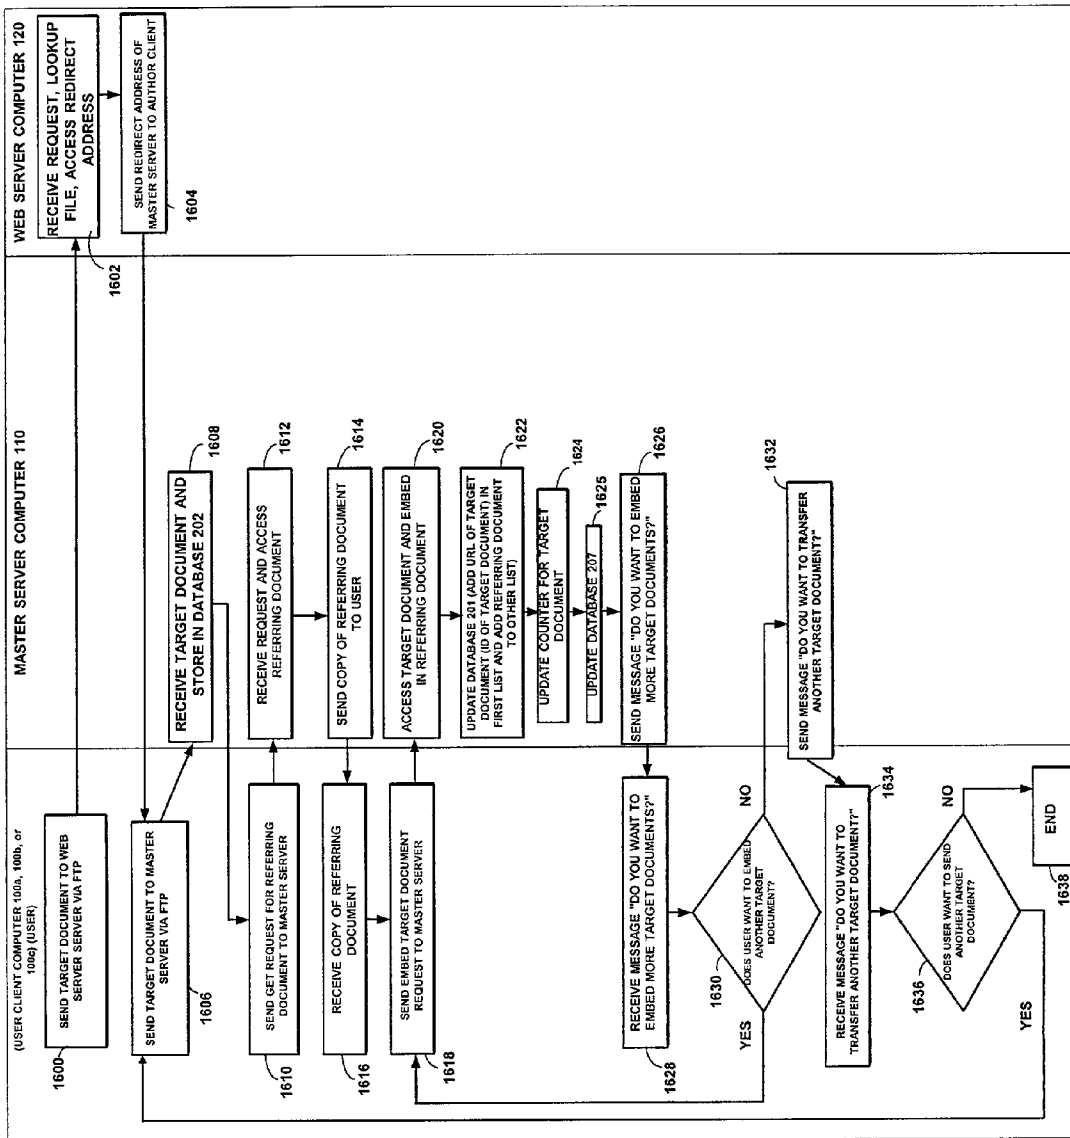 (USER CLIENT COMPUTER 100a, 100b, or
100c) (USER)
MASTER SERVER COMPUTER 110
WEB SERVER COMPUTER 120
SEND TARGET DOCUMENT TO WEB
SERVER SERVER VIA FTP
1600
RECEIVE REQUEST, LOOKUP
FILE, ACCESS REDIRECT
ADDRESS
1602
SEND REDIRECT ADDRESS OF
MASTER SERVER TO AUTHOR CLIENT
1604
SEND TARGET DOCUMENT TO MASTER
SERVER VIA FTP
1606
RECEIVE TARGET DOCUMENT AND
STORE IN DATABASE 202
1608
SEND GET REQUEST FOR REFERRING
DOCUMENT TO MASTER SERVER
1610
RECEIVE REQUEST AND ACCESS
REFERRING DOCUMENT
1612
SEND COPY OF REFERRING DOCUMENT
TO USER
1614
RECEIVE COPY OF REFERRING
DOCUMENT
1616
SEND EMBED TARGET DOCUMENT
REQUEST TO MASTER SERVER
1618
ACCESS TARGET DOCUMENT AND EMBED
IN REFERRING DOCUMENT
1620
UPDATE DATABASE 201 (ADD URL OF TARGET
DOCUMENT (ID OF TARGET DOCUMENT) IN
FIRST LIST AND ADD REFERRING DOCUMENT
TO OTHER LIST)
1622
UPDATE COUNTER FOR TARGET
DOCUMENT
1624
UPDATE DATABASE 207
1625
SEND MESSAGE "DO YOU WANT TO EMBED
MORE TARGET DOCUMENTS?"
1626
RECEIVE MESSAGE "DO YOU WANT TO
EMBED MORE TARGET DOCUMENTS?"
1628
DOES USER WANT TO EMBED
ANOTHER TARGET
DOCUMENT?
1630
YES
NO
SEND MESSAGE "DO YOU WANT TO TRANSFER
ANOTHER TARGET DOCUMENT?"
1632
RECEIVE MESSAGE "DO YOU WANT TO
TRANSFER ANOTHER TARGET DOCUMENT?"
1634
DOES USER WANT TO SEND
ANOTHER TARGET
DOCUMENT?
1636
YES
NO
END
1638